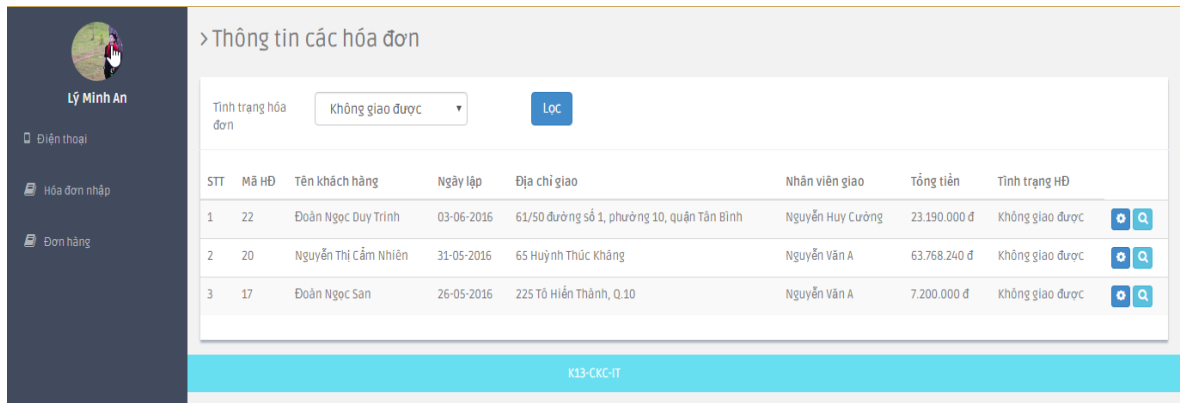 Lý Minh An
Điện thoại
Hóa đơn nhập
Đơn hàng
>Thông tin các hóa đơn
Tình trạng hóa
đơn
Không giao được
Lọc
STT Mã HĐ Tên khách hàng Ngày lập Địa chỉ giao Nhân viên giao Tổng tiền Tình trạng HĐ
1 22 Đoàn Ngọc Duy Trinh 03-06-2016 61/50 đường số 1, phường 10, quận Tân Bình Nguyễn Huy Cường 23.190.000 đ Không giao được
2 20 Nguyễn Thị Cẩm Nhiên 31-05-2016 65 Huỳnh Thúc Kháng Nguyễn Văn A 63.768.240 đ Không giao được
3 17 Đoàn Ngọc San 26-05-2016 225 Tô Hiến Thành, Q.10 Nguyễn Văn A 7.200.000 đ Không giao được
K13-CKC-IT